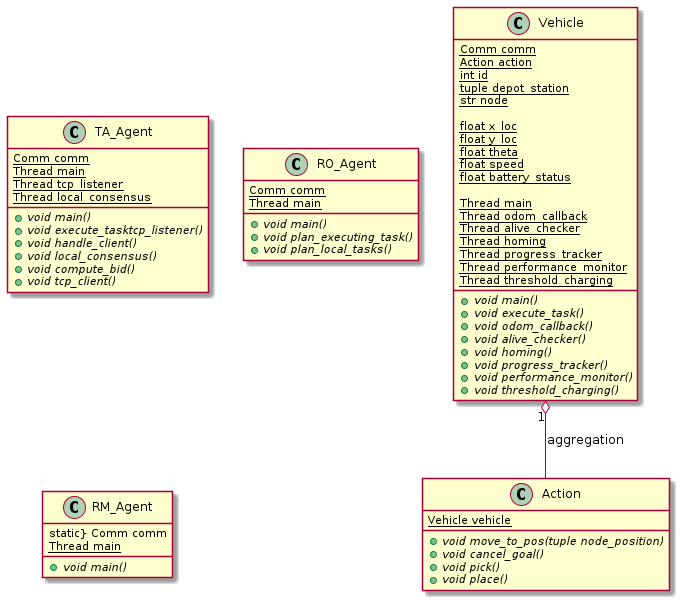 C TA_Agent
Comm comm
Thread main
Thread tcp_listener
Thread local_consensus
void main()
void execute_tasktcp_listener()
void handle_client()
void local_consensus()
void compute_bid()
void tcp_client()
C RO_Agent
Comm comm
Thread main
void main()
void plan_executing_task()
void plan_local_tasks()
C Vehicle
Comm comm
Action action
int id
tuple depot_station
str node
float x_loc
float y_loc
float theta
float speed
float battery_status
Thread main
Thread odom_callback
Thread alive_checker
Thread homing
Thread progress_tracker
Thread performance_monitor
Thread threshold_charging
void main()
void execute_task()
void odom_callback()
void alive_checker()
void homing()
void progress_tracker()
void performance_monitor()
void threshold_charging()
1
aggregation
C RM_Agent
static} Comm comm
Thread main
void main()
C Action
Vehicle vehicle
void move_to_pos(tuple node_position)
void cancel_goal()
void pick()
void place()